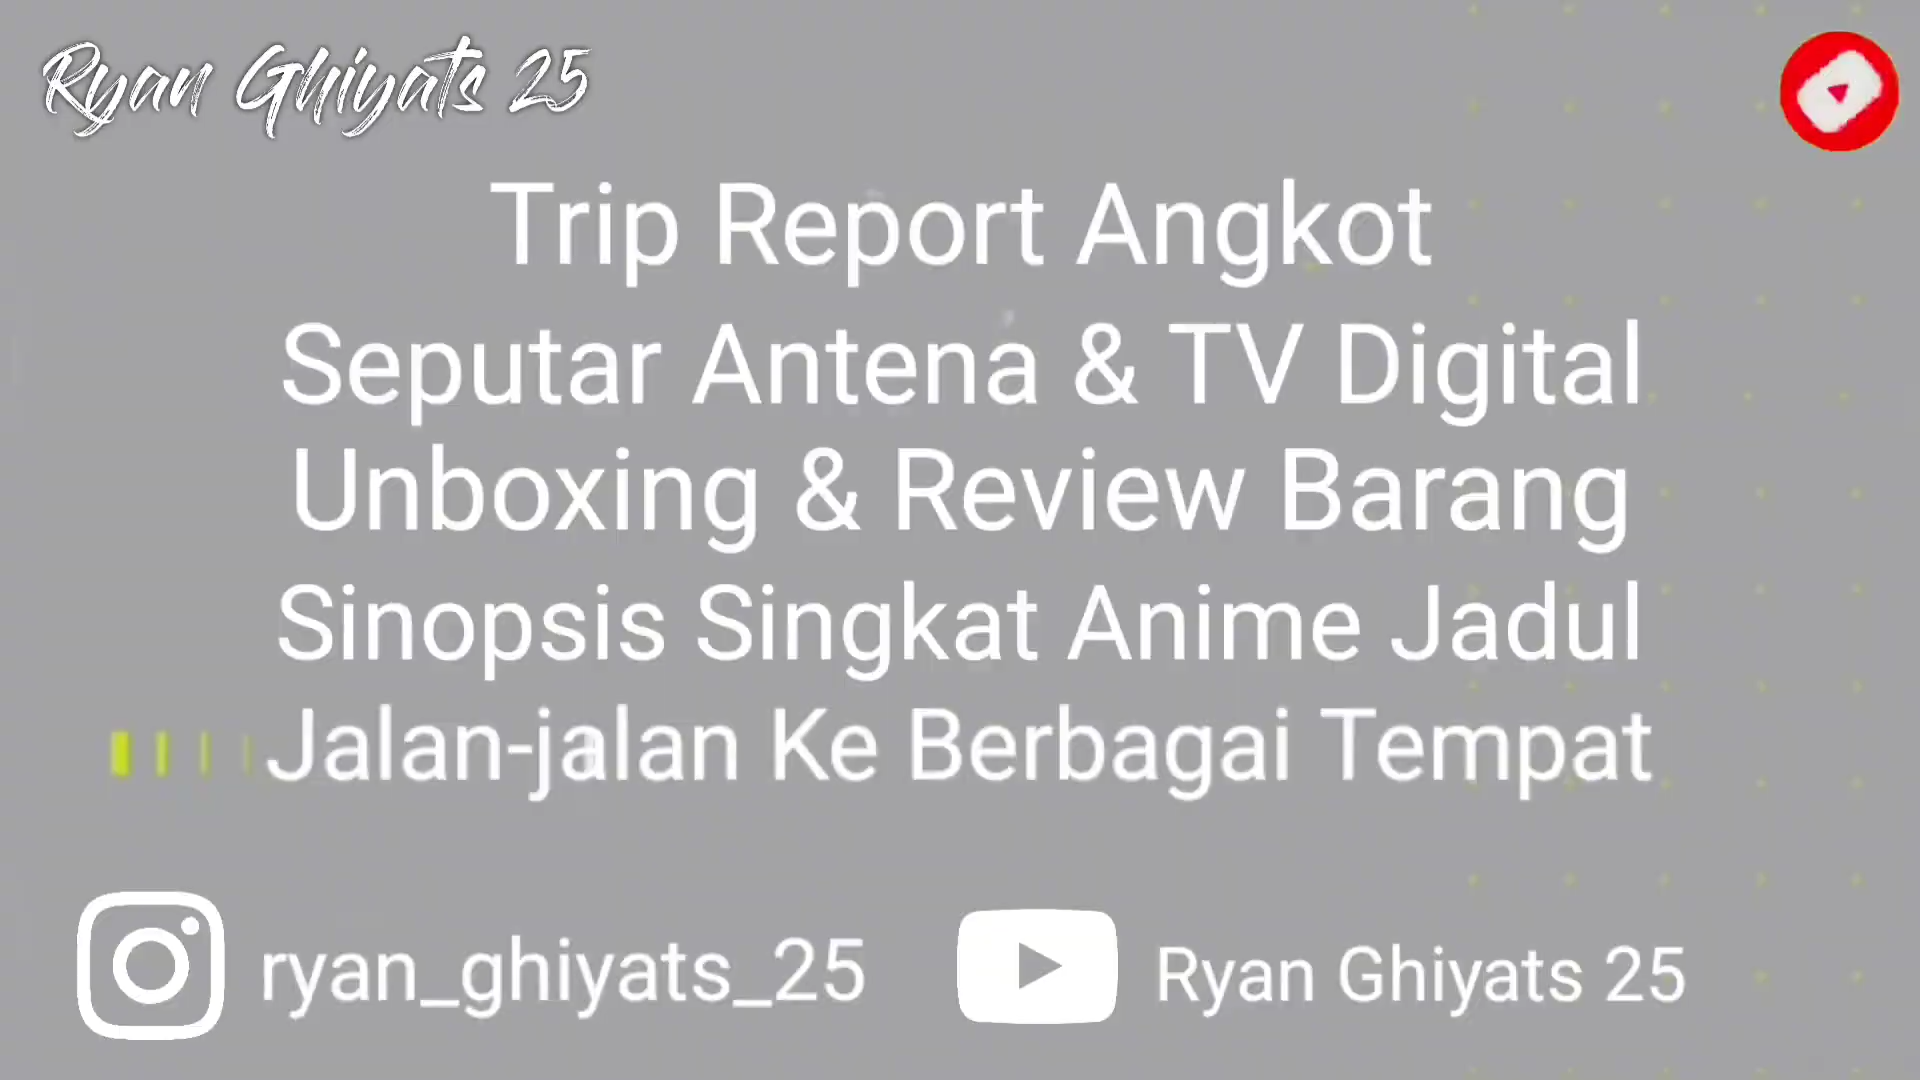 Ryan Ghiyats 25
Trip Report Angkot
Seputar Antena & TV Digital
Unboxing & Review Barang
Sinopsis Singkat Anime Jadul
Jalan-jalan Ke Berbagai Tempat
ryan_ghiyats_25
Ryan Ghiyats 25